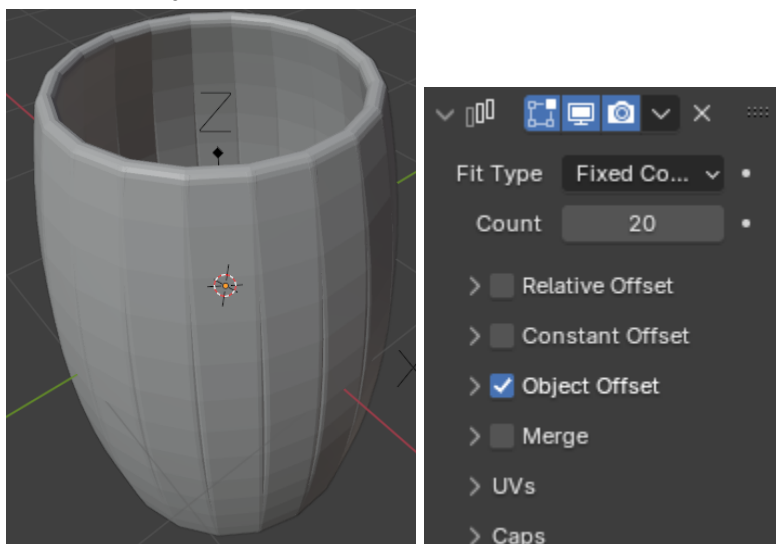 Z
Fit Type Fixed Co...
Count 20
Relative Offset
Constant Offset
Object Offset
Merge
UVs
Caps